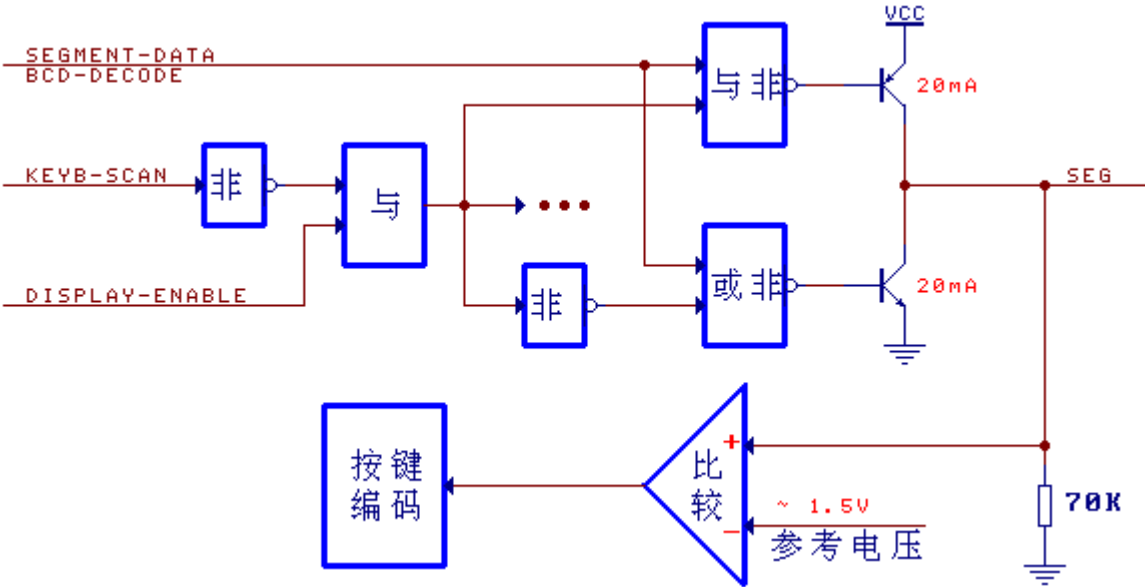 VCC
SEGMENT-DATA
BCD-DECODE
与非
20mA
KEYB-SCAN
非
与
SEG
DISPLAY-ENABLE
非
或非
20mA
按键
编码
+
比
较
-
~ 1.5V
参考电压
70K